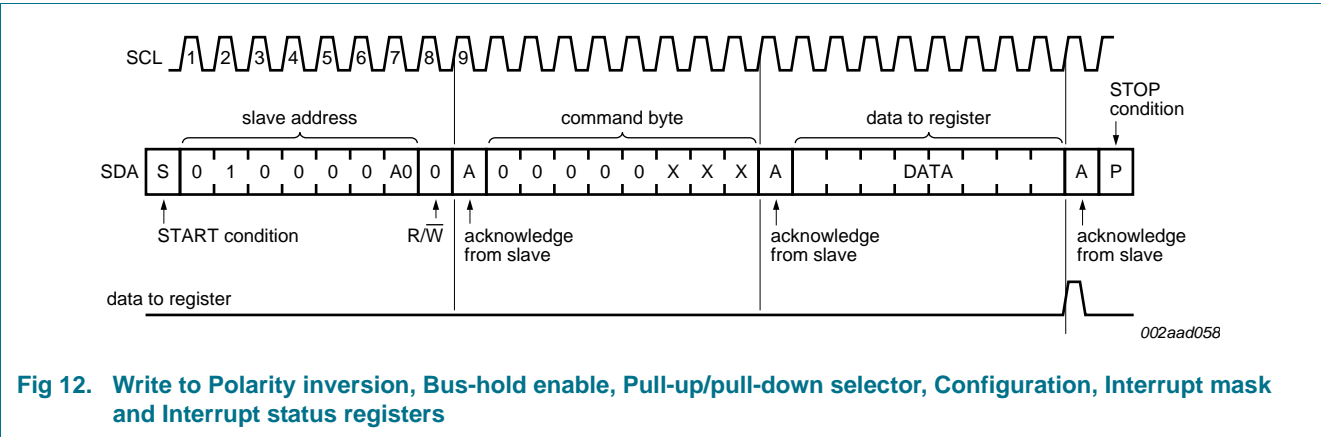 SCL 1 2 3 4 5 6 7 8 9
STOP
condition
slave address command byte data to register
SDA S 0 1 0 0 0 0 A0 0 A 0 0 0 0 0 X X X A DATA A P
START condition R/W̅ acknowledge
from slave acknowledge
from slave acknowledge
from slave
data to register
002aad058
Fig 12. Write to Polarity inversion, Bus-hold enable, Pull-up/pull-down selector, Configuration, Interrupt mask
and Interrupt status registers